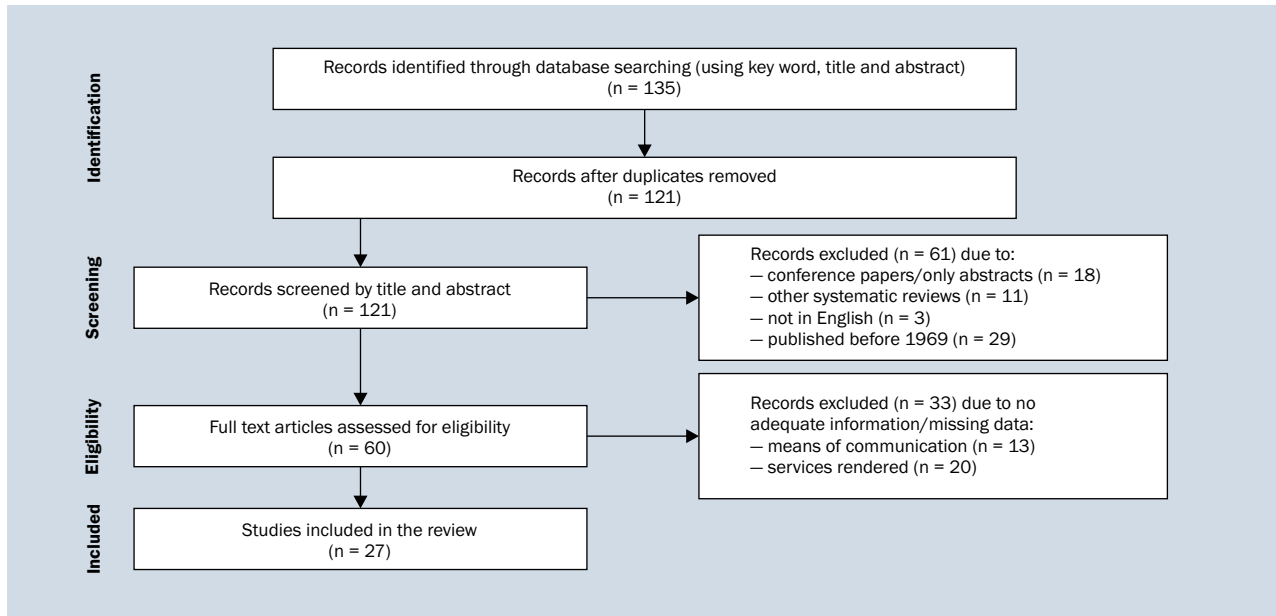 Identification
Records identified through database searching (using key word, title and abstract)
(n = 135)
Records after duplicates removed
(n = 121)
Screening
Records screened by title and abstract
(n = 121)
Records excluded (n = 61) due to:
— conference papers/only abstracts (n = 18)
— other systematic reviews (n = 11)
— not in English (n = 3)
— published before 1969 (n = 29)
Eligibility
Full text articles assessed for eligibility
(n = 60)
Records excluded (n = 33) due to no
adequate information/missing data:
— means of communication (n = 13)
— services rendered (n = 20)
Included
Studies included in the review
(n = 27)